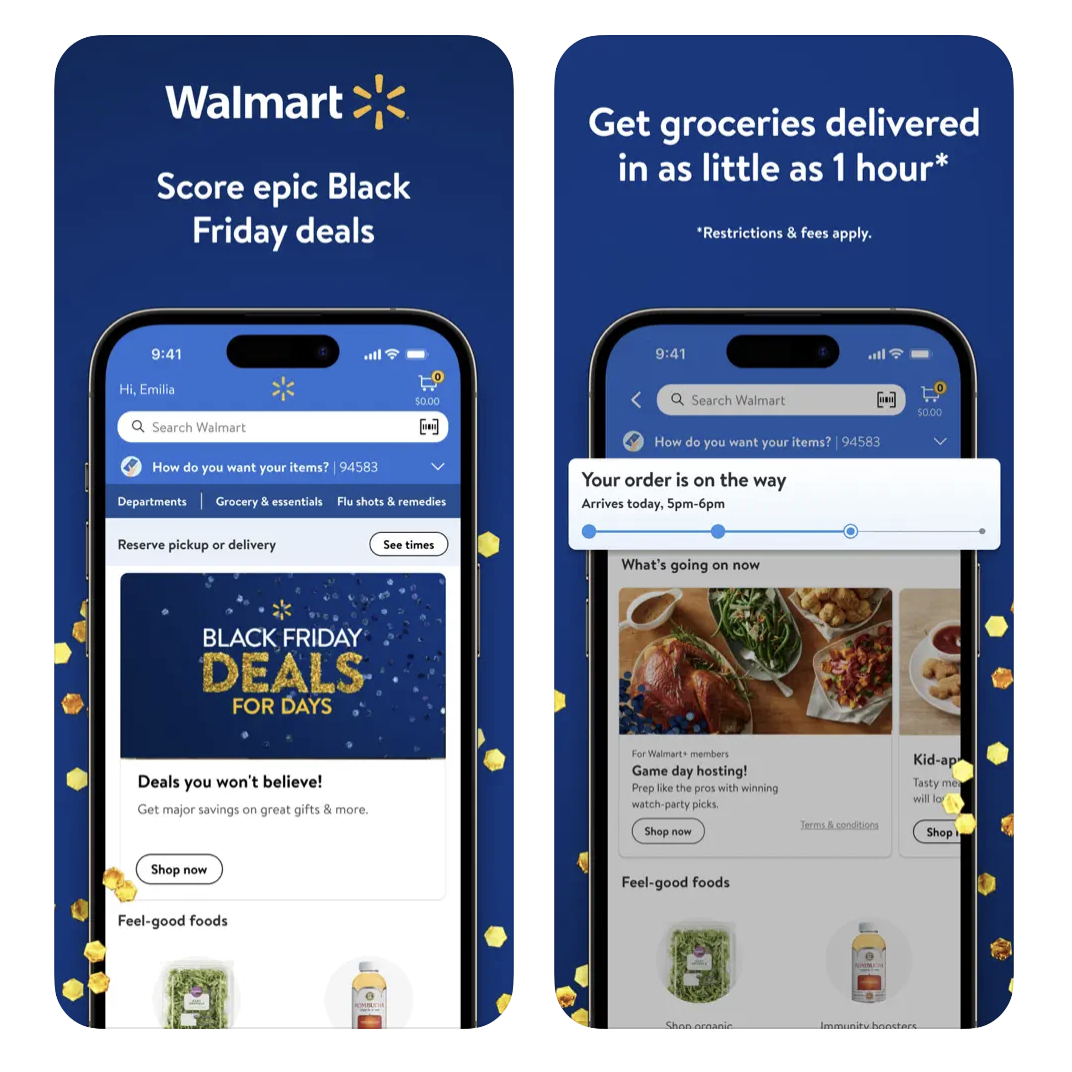 Walmart
Score epic Black
Friday deals
9:41
Hi, Emilia
0
$0.00
Search Walmart
How do you want your items? | 94583
Departments | Grocery & essentials Flu shots & remedies
Reserve pickup or delivery
See times
BLACK FRIDAY
DEALS
FOR DAYS
Deals you won't believe!
Get major savings on great gifts & more.
Shop now
Feel-good foods
KOMBUCHA
Get groceries delivered
in as little as 1 hour*
*Restrictions & fees apply.
9:41
Search Walmart
0
$0.00
How do you want your items? | 94583
Your order is on the way
Arrives today, 5pm-6pm
What's going on now
For Walmart+ members
Game day hosting!
Prep like the pros with winning
watch-party picks.
Shop now
Terms & conditions
Tasty
will
Shop
Feel-good foods
KOMBUCHA
Shop organic
Immunity boosters